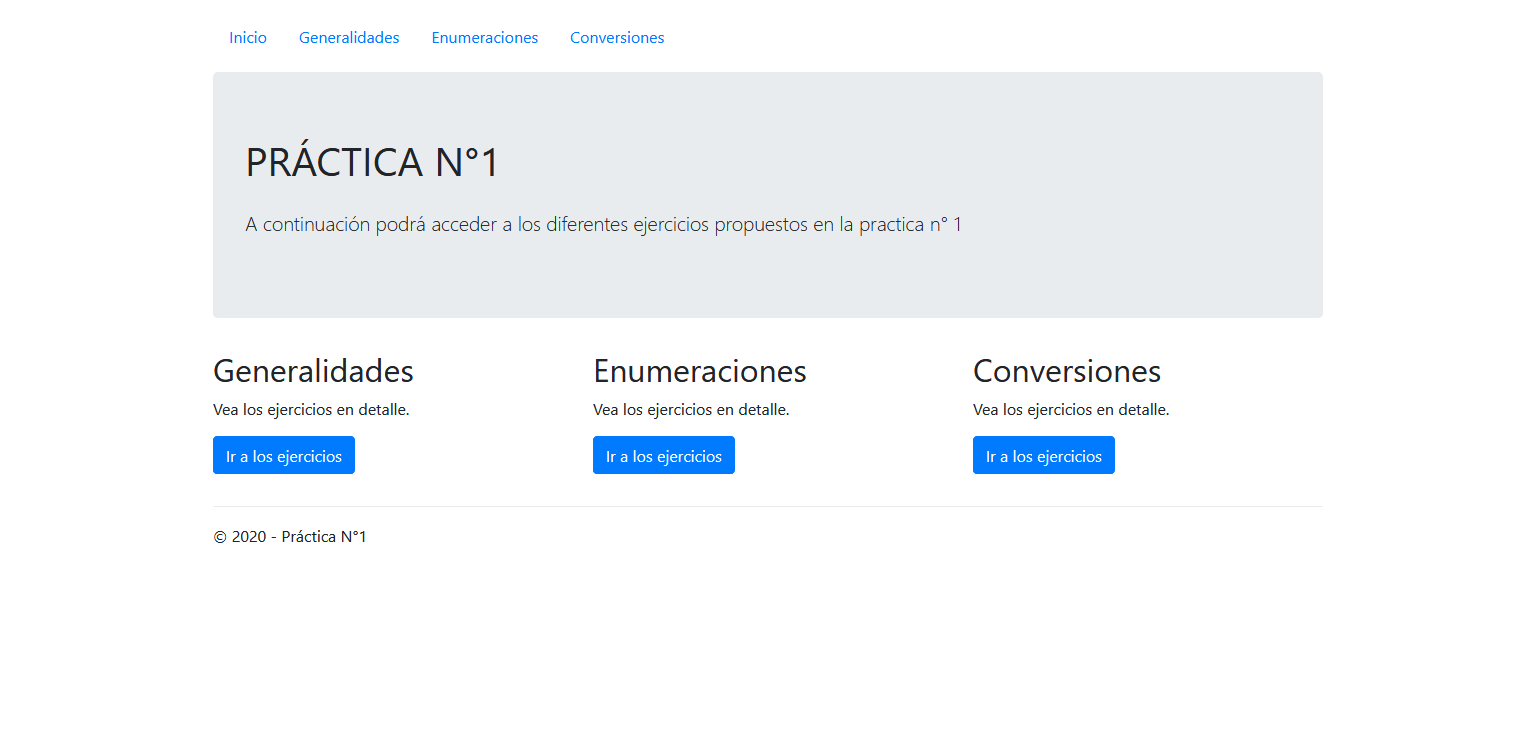 Inicio Generalidades Enumeraciones Conversiones
PRÁCTICA N°1
A continuación podrá acceder a los diferentes ejercicios propuestos en la practica n° 1
Generalidades Enumeraciones Conversiones
Vea los ejercicios en detalle. Vea los ejercicios en detalle. Vea los ejercicios en detalle.
Ir a los ejercicios Ir a los ejercicios Ir a los ejercicios
© 2020 - Práctica N°1